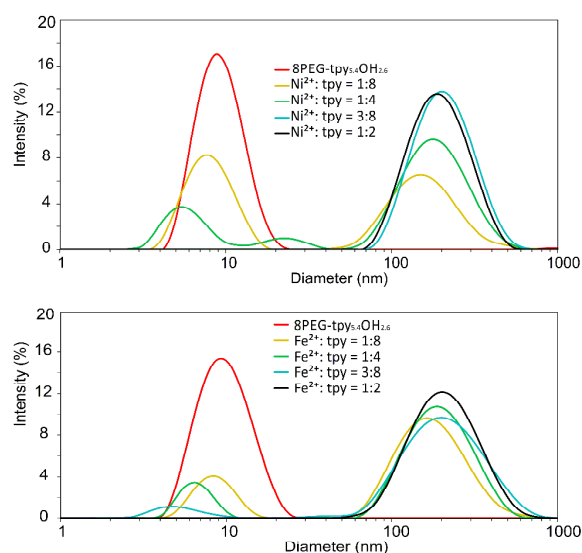 20
16
12
8
4
0
Intensity (%)
8PEG-tpy₅.₄OH₂.₆
Ni²⁺: tpy = 1:8
Ni²⁺: tpy = 1:4
Ni²⁺: tpy = 3:8
Ni²⁺: tpy = 1:2
1 10 100 1000
Diameter (nm)
20
16
12
8
4
0
Intensity (%)
8PEG-tpy₅.₄OH₂.₆
Fe²⁺: tpy = 1:8
Fe²⁺: tpy = 1:4
Fe²⁺: tpy = 3:8
Fe²⁺: tpy = 1:2
1 10 100 1000
Diameter (nm)